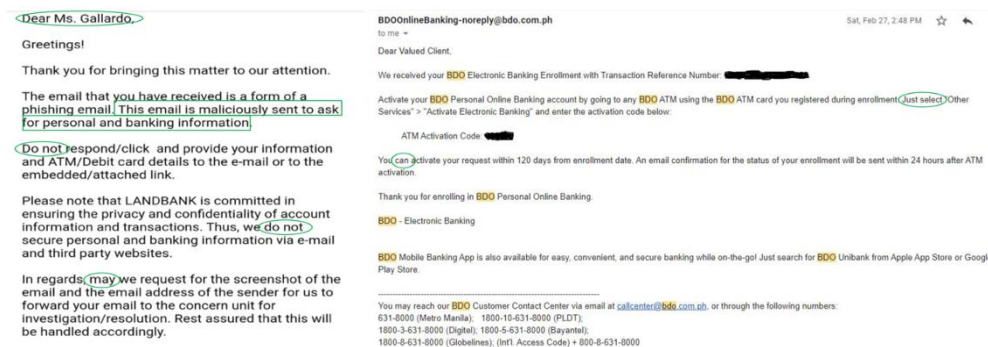 Dear Ms. Gallardo,
Greetings!
Thank you for bringing this matter to our attention.
The email that you have received is a form of a
phishing email. This email is maliciously sent to ask
for personal and banking information.
Do not respond/click and provide your information
and ATM/Debit card details to the e-mail or to the
embedded/attached link.
Please note that LANDBANK is committed in
ensuring the privacy and confidentiality of account
information and transactions. Thus, we do not
secure personal and banking information via e-mail
and third party websites.
In regards, may we request for the screenshot of the
email and the email address of the sender for us to
forward your email to the concern unit for
investigation/resolution. Rest assured that this will
be handled accordingly.
BDOOnlineBanking-noreply@bdo.com.ph
Sat, Feb 27, 2:48 PM
to me
Dear Valued Client,
We received your BDO Electronic Banking Enrollment with Transaction Reference Number:
Activate your BDO Personal Online Banking account by going to any BDO ATM using the BDO ATM card you registered during enrollment. Just select "Other
Services" > "Activate Electronic Banking" and enter the activation code below:
ATM Activation Code:
You can activate your request within 120 days from enrollment date. An email confirmation for the status of your enrollment will be sent within 24 hours after ATM
activation.
Thank you for enrolling in BDO Personal Online Banking.
BDO - Electronic Banking
BDO Mobile Banking App is also available for easy, convenient, and secure banking while on-the-go! Just search for BDO Unibank from Apple App Store or Googl
Play Store.
You may reach our BDO Customer Contact Center via email at callcenter@bdo.com.ph, or through the following numbers:
631-8000 (Metro Manila); 1800-10-631-8000 (PLDT);
1800-3-631-8000 (Digitel); 1800-5-631-8000 (Bayantel);
1800-8-631-8000 (Globelines); (Int'l. Access Code) + 800-8-631-8000